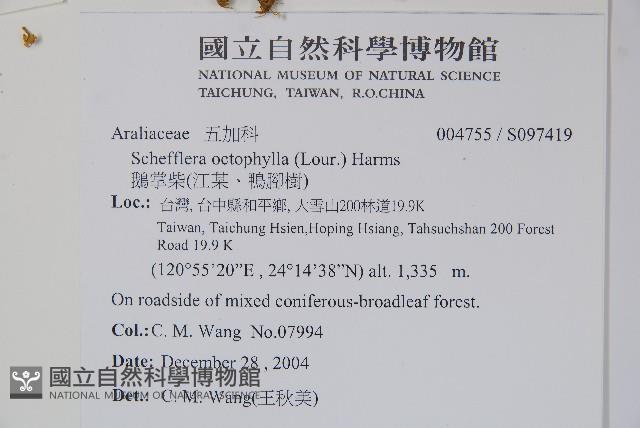 國立自然科學博物館
NATIONAL MUSEUM OF NATURAL SCIENCE
TAICHUNG, TAIWAN, R.O.CHINA
Araliaceae 五加科 004755 / S097419
Schefflera octophylla (Lour.) Harms
鵝掌柴(江某、鴨腳樹)
Loc.: 台灣, 台中縣和平鄉, 大雪山200林道19.9K
Taiwan, Taichung Hsien,Hoping Hsiang, Tahsuchshan 200 Forest
Road 19.9 K
(120°55’20”E , 24°14’38”N) alt. 1,335 m.
On roadside of mixed coniferous-broadleaf forest.
Col.: C. M. Wang No.07994
Date: December 28 , 2004
Det.: C. M. Wang(王秋美)
國立自然科學博物館
NATIONAL MUSEUM OF NATURAL SCIENCE